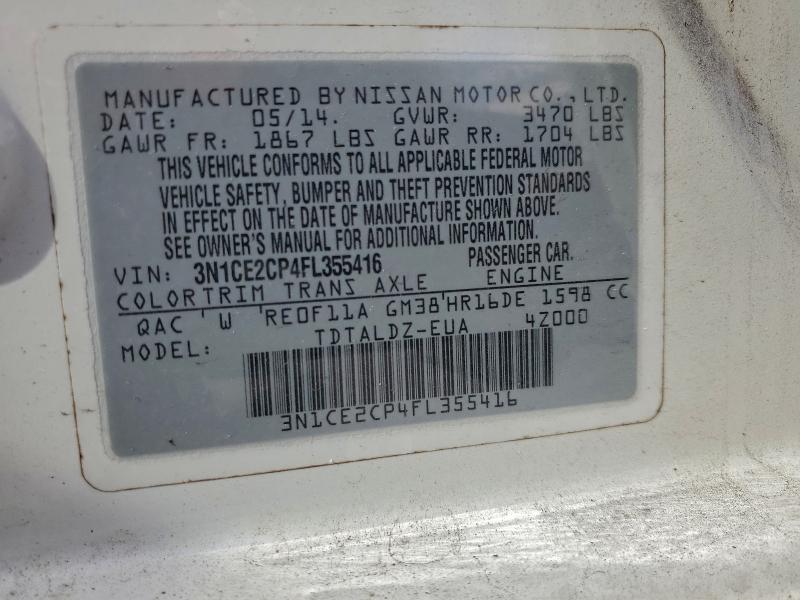 MANUFACTURED BY NISSAN MOTOR CO., LTD.
DATE: 05/14. GVWR: 3470 LBS
GAWR FR: 1867 LBS GAWR RR: 1704 LBS
THIS VEHICLE CONFORMS TO ALL APPLICABLE FEDERAL MOTOR
VEHICLE SAFETY, BUMPER AND THEFT PREVENTION STANDARDS
IN EFFECT ON THE DATE OF MANUFACTURE SHOWN ABOVE.
SEE OWNER'S MANUAL FOR ADDITIONAL INFORMATION.
VIN: 3N1CE2CP4FL355416 PASSENGER CAR.
COLOR TRIM TRANS AXLE ENGINE
QAC ' W 'RE0F11A GM38'HR16DE 1598 CC
MODEL: TDTALDZ-EUA 4Z000
3N1CE2CP4FL355416